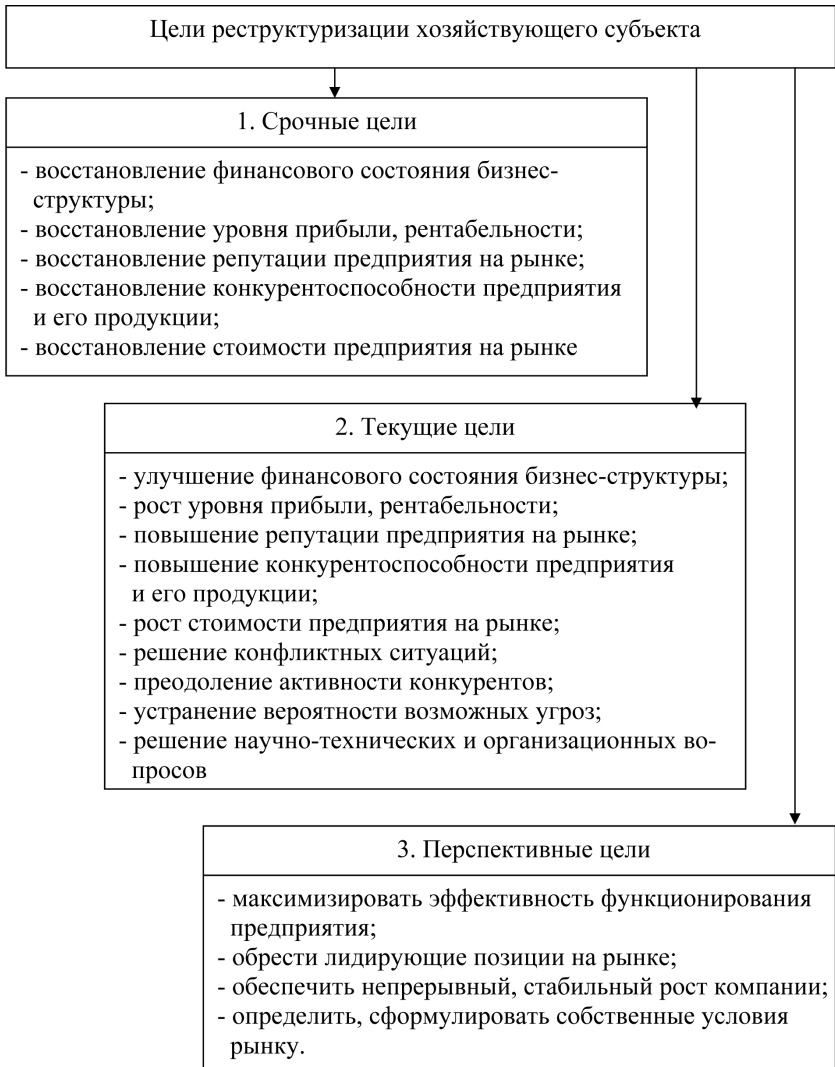 Цели реструктуризации хозяйствующего субъекта
1. Срочные цели
- восстановление финансового состояния бизнес-
структуры;
- восстановление уровня прибыли, рентабельности;
- восстановление репутации предприятия на рынке;
- восстановление конкурентоспособности предприятия
и его продукции;
- восстановление стоимости предприятия на рынке
2. Текущие цели
- улучшение финансового состояния бизнес-структуры;
- рост уровня прибыли, рентабельности;
- повышение репутации предприятия на рынке;
- повышение конкурентоспособности предприятия
и его продукции;
- рост стоимости предприятия на рынке;
- решение конфликтных ситуаций;
- преодоление активности конкурентов;
- устранение вероятности возможных угроз;
- решение научно-технических и организационных во-
просов
3. Перспективные цели
- максимизировать эффективность функционирования
предприятия;
- обрести лидирующие позиции на рынке;
- обеспечить непрерывный, стабильный рост компании;
- определить, сформулировать собственные условия
рынку.